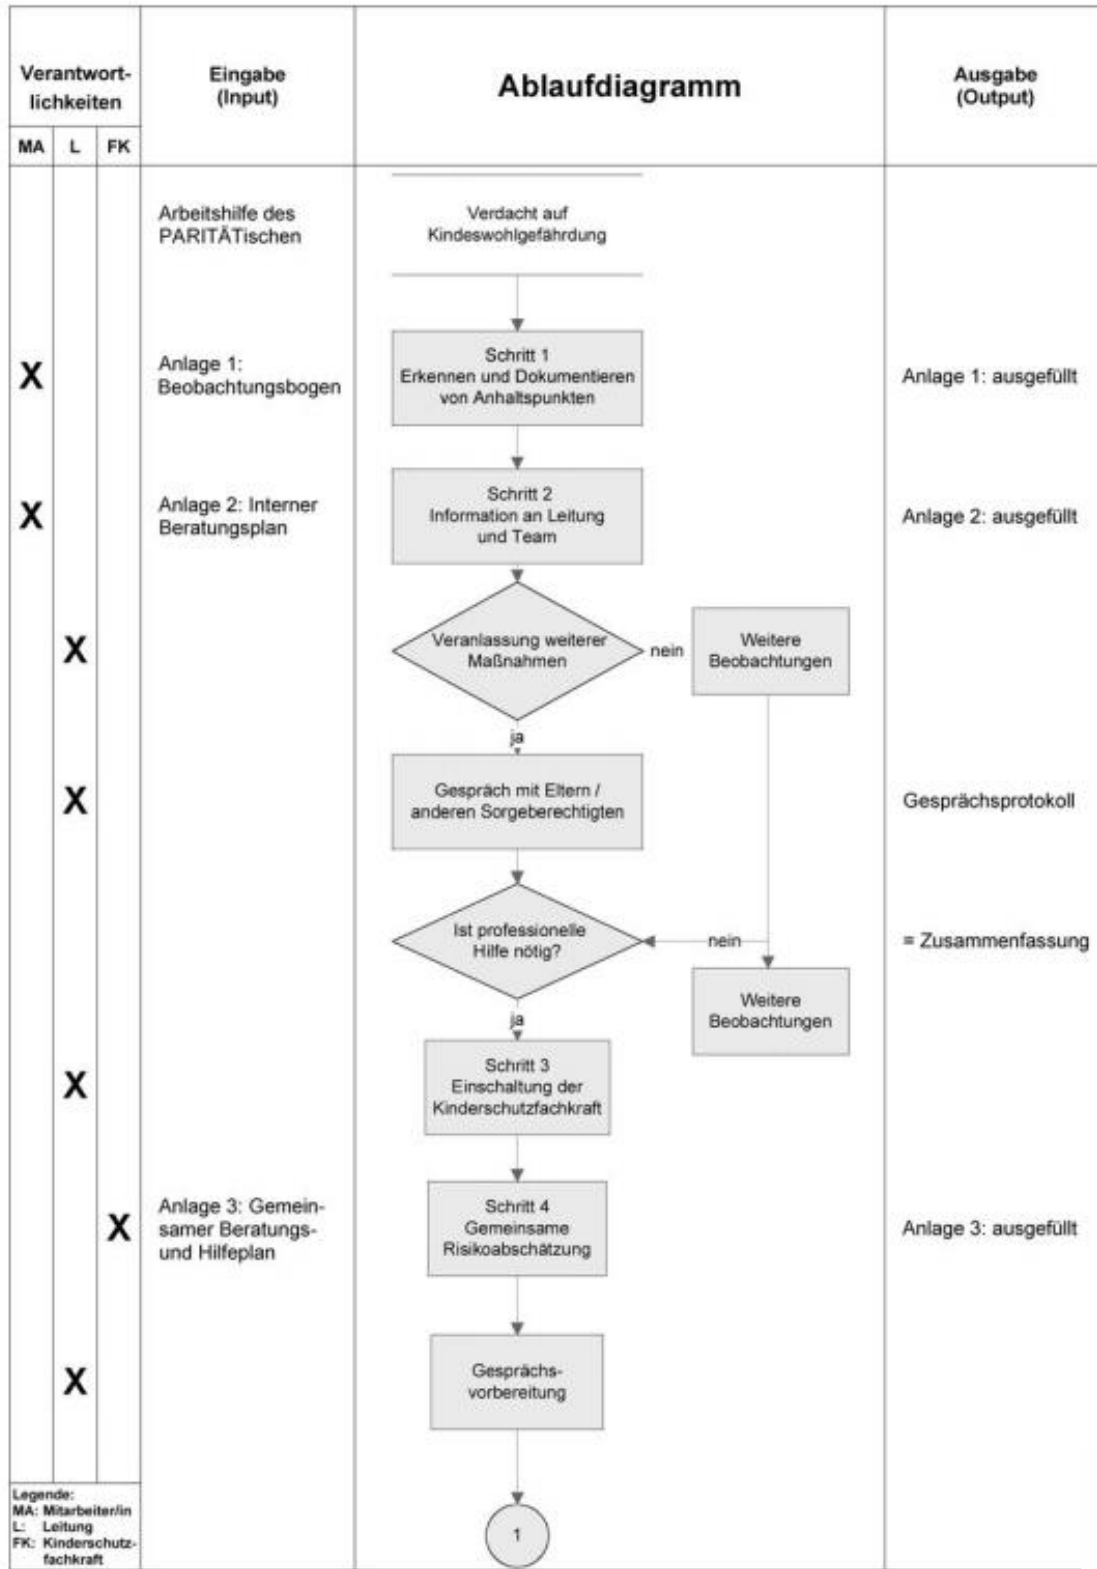 Verantwort-
lichkeiten
MA L FK
Eingabe
(Input)
Ablaufdiagramm
Ausgabe
(Output)
Arbeitshilfe des
PARITÄTischen
Verdacht auf
Kindeswohlgefährdung
X
Anlage 1:
Beobachtungsbogen
Schritt 1
Erkennen und Dokumentieren
von Anhaltspunkten
Anlage 1: ausgefüllt
X
Anlage 2: Interner
Beratungsplan
Schritt 2
Information an Leitung
und Team
Anlage 2: ausgefüllt
X
Veranlassung weiterer
Maßnahmen
nein
Weitere
Beobachtungen
ja
X
Gespräch mit Eltern /
anderen Sorgeberechtigten
Gesprächsprotokoll
Ist professionelle
Hilfe nötig?
nein
= Zusammenfassung
Weitere
Beobachtungen
ja
X
Schritt 3
Einschaltung der
Kinderschutzfachkraft
X
Anlage 3: Gemein-
samer Beratungs-
und Hilfeplan
Schritt 4
Gemeinsame
Risikoabschätzung
Anlage 3: ausgefüllt
X
Gesprächs-
vorbereitung
1
Legende:
MA: Mitarbeiter/in
L: Leitung
FK: Kinderschutz-
fachkraft